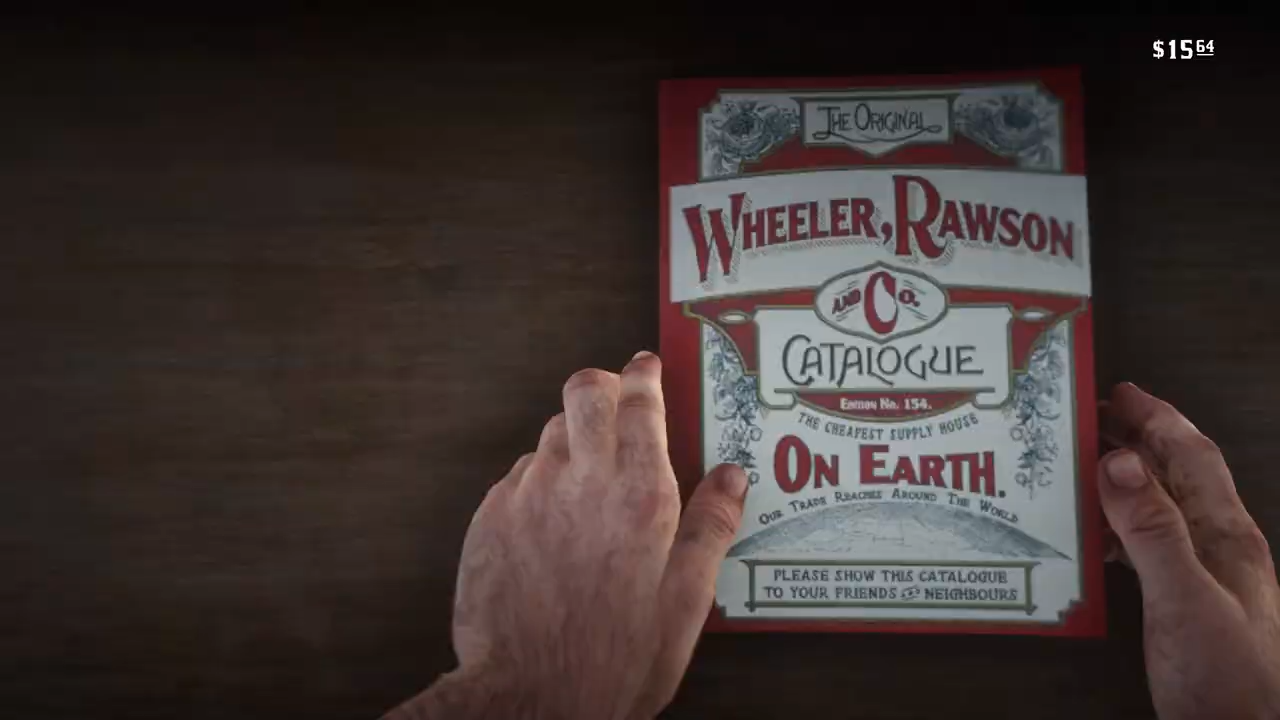 $15 64
THE ORIGINAL
WHEELER, RAWSON
AND CO.
CATALOGUE
EDITION No. 154.
THE CHEAPEST SUPPLY HOUSE
ON EARTH.
OUR TRADE REACHES AROUND THE WORLD
PLEASE SHOW THIS CATALOGUE
TO YOUR FRIENDS AND NEIGHBOURS